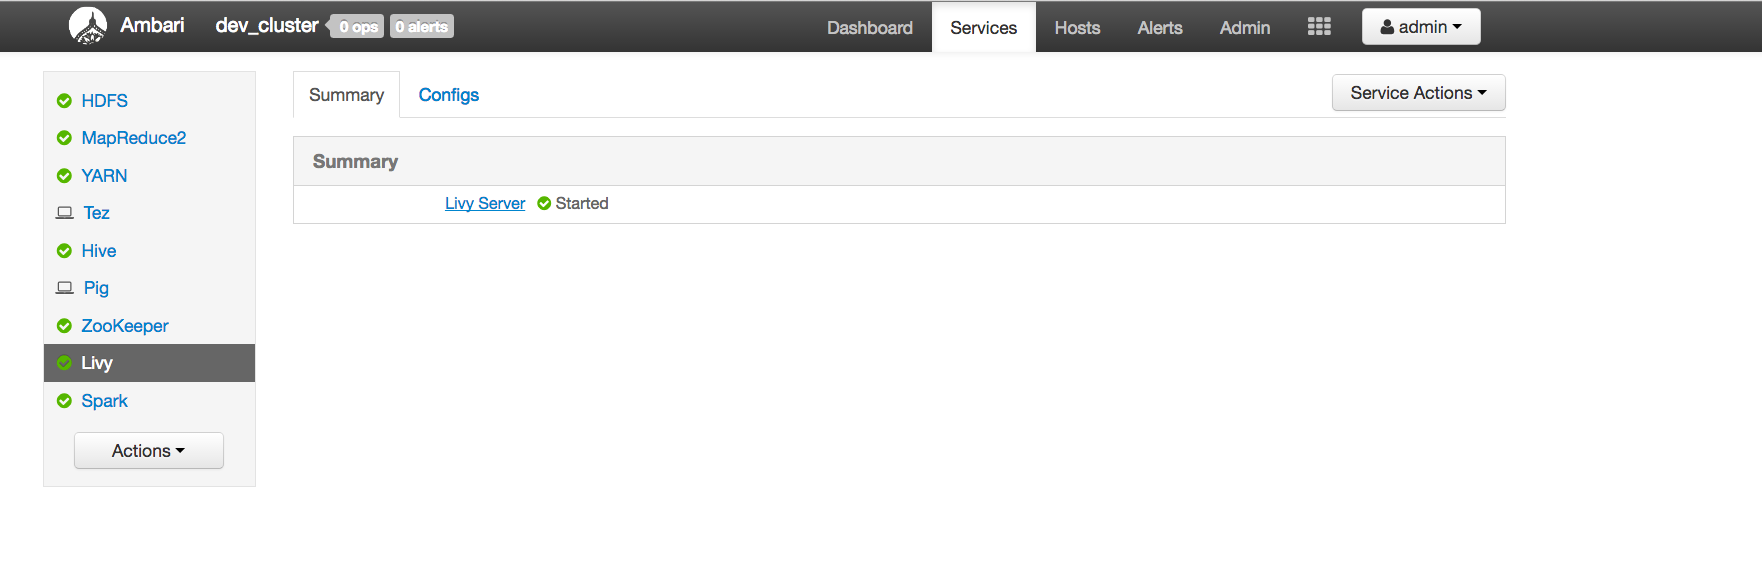 Ambari dev_cluster 0 ops 0 alerts Dashboard Services Hosts Alerts Admin admin
HDFS
MapReduce2
YARN
Tez
Hive
Pig
ZooKeeper
Livy
Spark
Actions
Summary Configs Service Actions
Summary
Livy Server Started